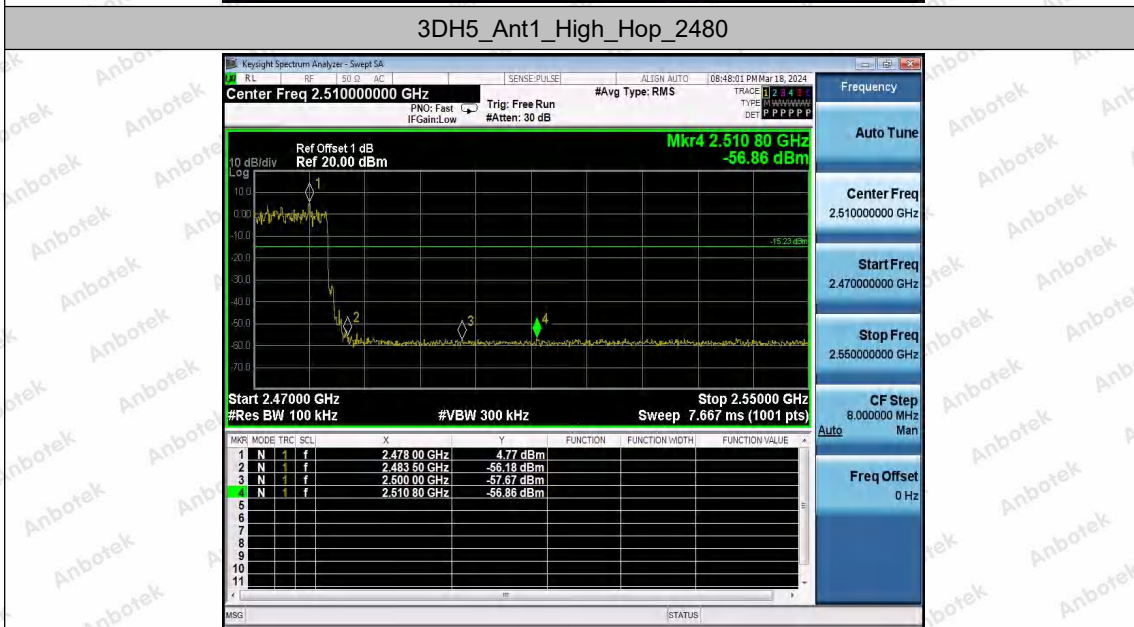 3DH5_Ant1_High_Hop_2480
Keysight Spectrum Analyzer - Swept SA
RL RF 50 Ω AC SENSE:PULSE ALIGN AUTO 08:48:01 PM Mar 18, 2024
Center Freq 2.510000000 GHz
PNO: Fast
IFGain:Low
Trig: Free Run
#Atten: 30 dB
#Avg Type: RMS
TRACE 1 2 3 4 5 6
TYPE M W W W W W
DET P P P P P P
Mkr4 2.510 80 GHz
-56.86 dBm
Ref Offset 1 dB
10 dB/div Ref 20.00 dBm
Log
10.0
0.00
-10.0
-20.0
-30.0
-40.0
-50.0
-60.0
-70.0
1
2
3
4
-15.23 dBm
Start 2.47000 GHz Stop 2.55000 GHz
#Res BW 100 kHz #VBW 300 kHz Sweep 7.667 ms (1001 pts)
MKR MODE TRC SCL X Y FUNCTION FUNCTION WIDTH FUNCTION VALUE
1 N 1 f 2.478 00 GHz 4.77 dBm
2 N 1 f 2.483 50 GHz -56.18 dBm
3 N 1 f 2.500 00 GHz -57.67 dBm
4 N 1 f 2.510 80 GHz -56.86 dBm
5
6
7
8
9
10
11
MSG STATUS
Frequency
Auto Tune
Center Freq
2.510000000 GHz
Start Freq
2.470000000 GHz
Stop Freq
2.550000000 GHz
CF Step
8.000000 MHz
Auto Man
Freq Offset
0 Hz
Anbotek